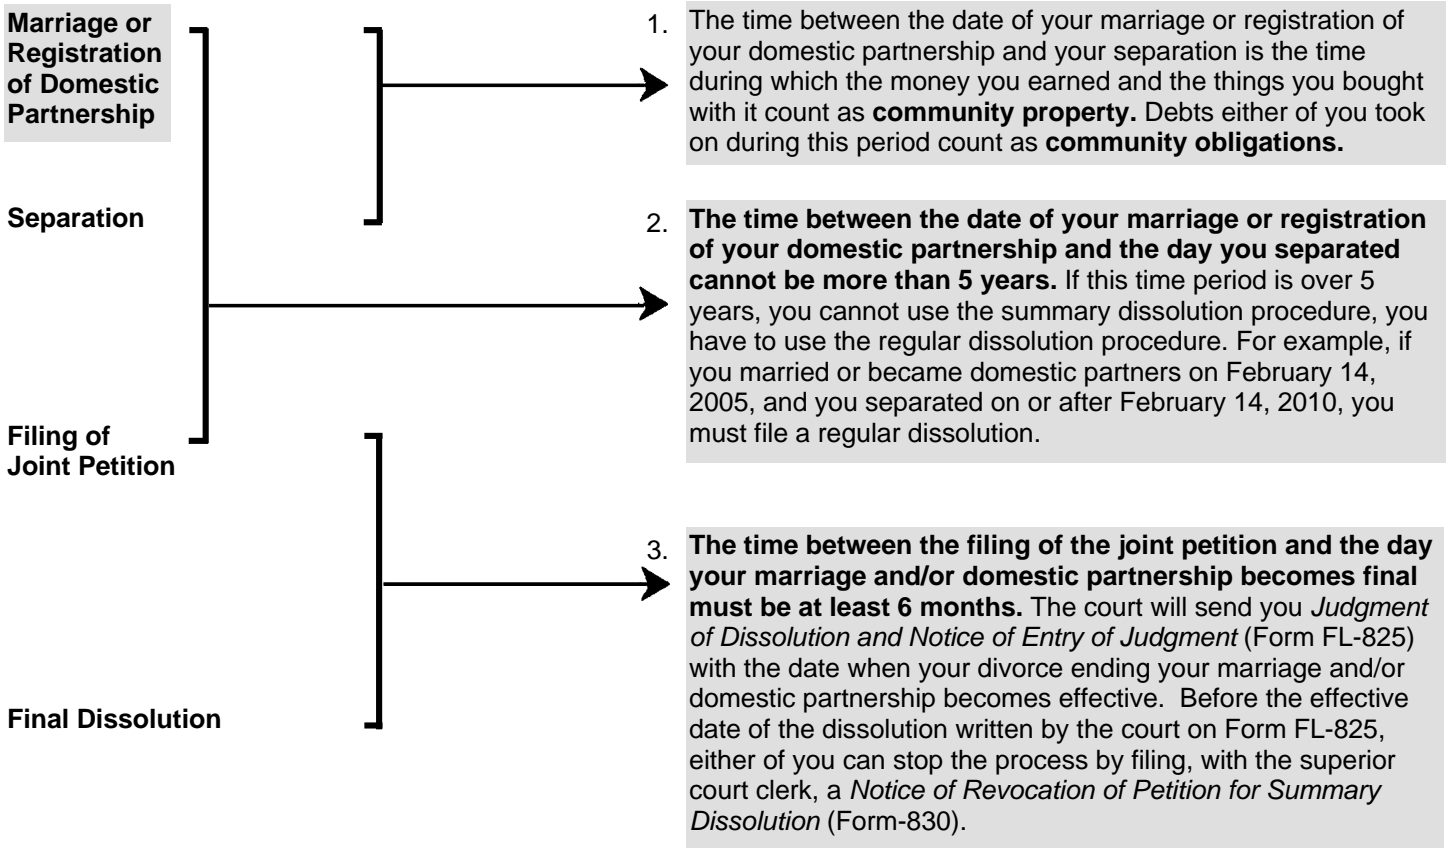 Marriage or
Registration
of Domestic
Partnership
1. The time between the date of your marriage or registration of
your domestic partnership and your separation is the time
during which the money you earned and the things you bought
with it count as community property. Debts either of you took
on during this period count as community obligations.
Separation
2. The time between the date of your marriage or registration
of your domestic partnership and the day you separated
cannot be more than 5 years. If this time period is over 5
years, you cannot use the summary dissolution procedure, you
have to use the regular dissolution procedure. For example, if
you married or became domestic partners on February 14,
2005, and you separated on or after February 14, 2010, you
must file a regular dissolution.
Filing of
Joint Petition
3. The time between the filing of the joint petition and the day
your marriage and/or domestic partnership becomes final
must be at least 6 months. The court will send you Judgment
of Dissolution and Notice of Entry of Judgment (Form FL-825)
with the date when your divorce ending your marriage and/or
domestic partnership becomes effective.  Before the effective
date of the dissolution written by the court on Form FL-825,
either of you can stop the process by filing, with the superior
court clerk, a Notice of Revocation of Petition for Summary
Dissolution (Form-830).
Final Dissolution